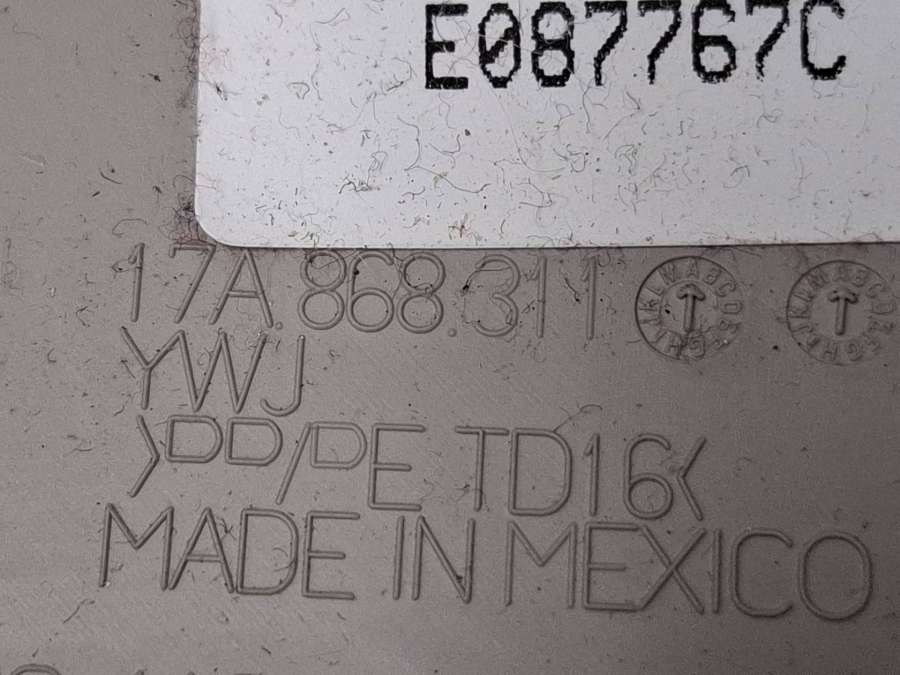 E087767C
17A.868.311
YWJ
>PP/PE TD16<
MADE IN MEXICO